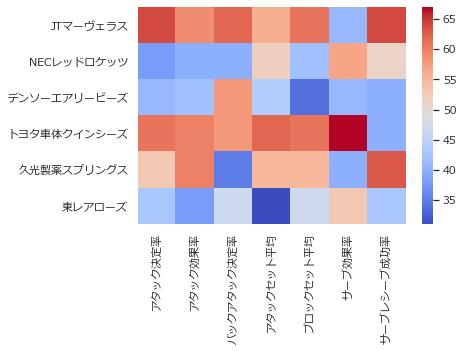 JTマーヴェラス
NECレッドロケッツ
デンソーエアリービーズ
トヨタ車体クインシーズ
久光製薬スプリングス
東レアローズ
アタック決定率
アタック効果率
バックアタック決定率
アタックセット平均
ブロックセット平均
サーブ効果率
サーブレシーブ成功率
65
60
55
50
45
40
35